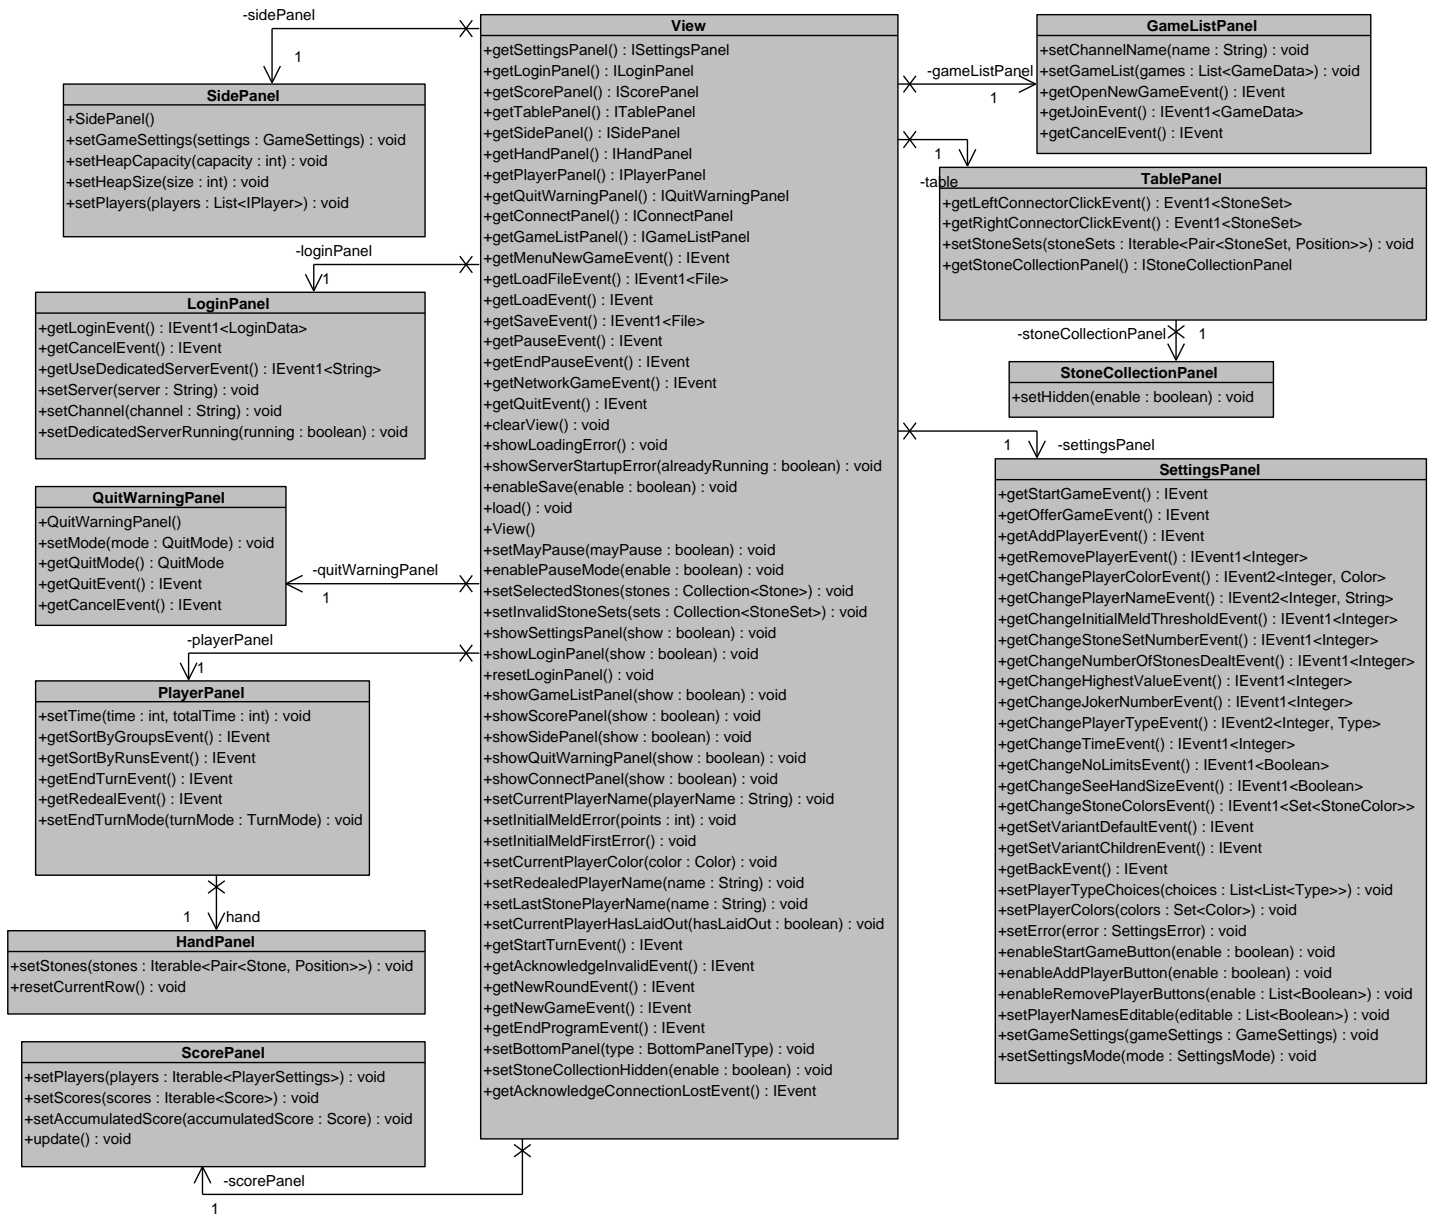 -sidePanel
1
SidePanel
+SidePanel()
+setGameSettings(settings : GameSettings) : void
+setHeapCapacity(capacity : int) : void
+setHeapSize(size : int) : void
+setPlayers(players : List<IPlayer>) : void
-loginPanel
1
LoginPanel
+getLoginEvent() : IEvent1<LoginData>
+getCancelEvent() : IEvent
+getUseDedicatedServerEvent() : IEvent1<String>
+setServer(server : String) : void
+setChannel(channel : String) : void
+setDedicatedServerRunning(running : boolean) : void
QuitWarningPanel
+QuitWarningPanel()
+setMode(mode : QuitMode) : void
+getQuitMode() : QuitMode
+getQuitEvent() : IEvent
+getCancelEvent() : IEvent
-quitWarningPanel
1
-playerPanel
1
PlayerPanel
+setTime(time : int, totalTime : int) : void
+getSortByGroupsEvent() : IEvent
+getSortByRunsEvent() : IEvent
+getEndTurnEvent() : IEvent
+getRedealEvent() : IEvent
+setEndTurnMode(turnMode : TurnMode) : void
1
hand
HandPanel
+setStones(stones : Iterable<Pair<Stone, Position>>) : void
+resetCurrentRow() : void
ScorePanel
+setPlayers(players : Iterable<PlayerSettings>) : void
+setScores(scores : Iterable<Score>) : void
+setAccumulatedScore(accumulatedScore : Score) : void
+update() : void
-scorePanel
1
View
+getSettingsPanel() : ISettingsPanel
+getLoginPanel() : ILoginPanel
+getScorePanel() : IScorePanel
+getTablePanel() : ITablePanel
+getSidePanel() : ISidePanel
+getHandPanel() : IHandPanel
+getPlayerPanel() : IPlayerPanel
+getQuitWarningPanel() : IQuitWarningPanel
+getConnectPanel() : IConnectPanel
+getGameListPanel() : IGameListPanel
+getMenuNewGameEvent() : IEvent
+getLoadFileEvent() : IEvent1<File>
+getLoadEvent() : IEvent
+getSaveEvent() : IEvent1<File>
+getPauseEvent() : IEvent
+getEndPauseEvent() : IEvent
+getNetworkGameEvent() : IEvent
+getQuitEvent() : IEvent
+clearView() : void
+showLoadingError() : void
+showServerStartupError(alreadyRunning : boolean) : void
+enableSave(enable : boolean) : void
+load() : void
+View()
+setMayPause(mayPause : boolean) : void
+enablePauseMode(enable : boolean) : void
+setSelectedStones(stones : Collection<Stone>) : void
+setInvalidStoneSets(sets : Collection<StoneSet>) : void
+showSettingsPanel(show : boolean) : void
+showLoginPanel(show : boolean) : void
+resetLoginPanel() : void
+showGameListPanel(show : boolean) : void
+showScorePanel(show : boolean) : void
+showSidePanel(show : boolean) : void
+showQuitWarningPanel(show : boolean) : void
+showConnectPanel(show : boolean) : void
+setCurrentPlayerName(playerName : String) : void
+setInitialMeldError(points : int) : void
+setInitialMeldFirstError() : void
+setCurrentPlayerColor(color : Color) : void
+setRedealedPlayerName(name : String) : void
+setLastStonePlayerName(name : String) : void
+setCurrentPlayerHasLaidOut(hasLaidOut : boolean) : void
+getStartTurnEvent() : IEvent
+getAcknowledgeInvalidEvent() : IEvent
+getNewRoundEvent() : IEvent
+getNewGameEvent() : IEvent
+getEndProgramEvent() : IEvent
+setBottomPanel(type : BottomPanelType) : void
+setStoneCollectionHidden(enable : boolean) : void
+getAcknowledgeConnectionLostEvent() : IEvent
-gameListPanel
1
GameListPanel
+setChannelName(name : String) : void
+setGameList(games : List<GameData>) : void
+getOpenNewGameEvent() : IEvent
+getJoinEvent() : IEvent1<GameData>
+getCancelEvent() : IEvent
1
-table
TablePanel
+getLeftConnectorClickEvent() : Event1<StoneSet>
+getRightConnectorClickEvent() : Event1<StoneSet>
+setStoneSets(stoneSets : Iterable<Pair<StoneSet, Position>>) : void
+getStoneCollectionPanel() : IStoneCollectionPanel
-stoneCollectionPanel
1
StoneCollectionPanel
+setHidden(enable : boolean) : void
1
-settingsPanel
SettingsPanel
+getStartGameEvent() : IEvent
+getOfferGameEvent() : IEvent
+getAddPlayerEvent() : IEvent
+getRemovePlayerEvent() : IEvent1<Integer>
+getChangePlayerColorEvent() : IEvent2<Integer, Color>
+getChangePlayerNameEvent() : IEvent2<Integer, String>
+getChangeInitialMeldThresholdEvent() : IEvent1<Integer>
+getChangeStoneSetNumberEvent() : IEvent1<Integer>
+getChangeNumberOfStonesDealtEvent() : IEvent1<Integer>
+getChangeHighestValueEvent() : IEvent1<Integer>
+getChangeJokerNumberEvent() : IEvent1<Integer>
+getChangePlayerTypeEvent() : IEvent2<Integer, Type>
+getChangeTimeEvent() : IEvent1<Integer>
+getChangeNoLimitsEvent() : IEvent1<Boolean>
+getChangeSeeHandSizeEvent() : IEvent1<Boolean>
+getChangeStoneColorsEvent() : IEvent1<Set<StoneColor>>
+getSetVariantDefaultEvent() : IEvent
+getSetVariantChildrenEvent() : IEvent
+getBackEvent() : IEvent
+setPlayerTypeChoices(choices : List<List<Type>>) : void
+setPlayerColors(colors : Set<Color>) : void
+setError(error : SettingsError) : void
+enableStartGameButton(enable : boolean) : void
+enableAddPlayerButton(enable : boolean) : void
+enableRemovePlayerButtons(enable : List<Boolean>) : void
+setPlayerNamesEditable(editable : List<Boolean>) : void
+setGameSettings(gameSettings : GameSettings) : void
+setSettingsMode(mode : SettingsMode) : void